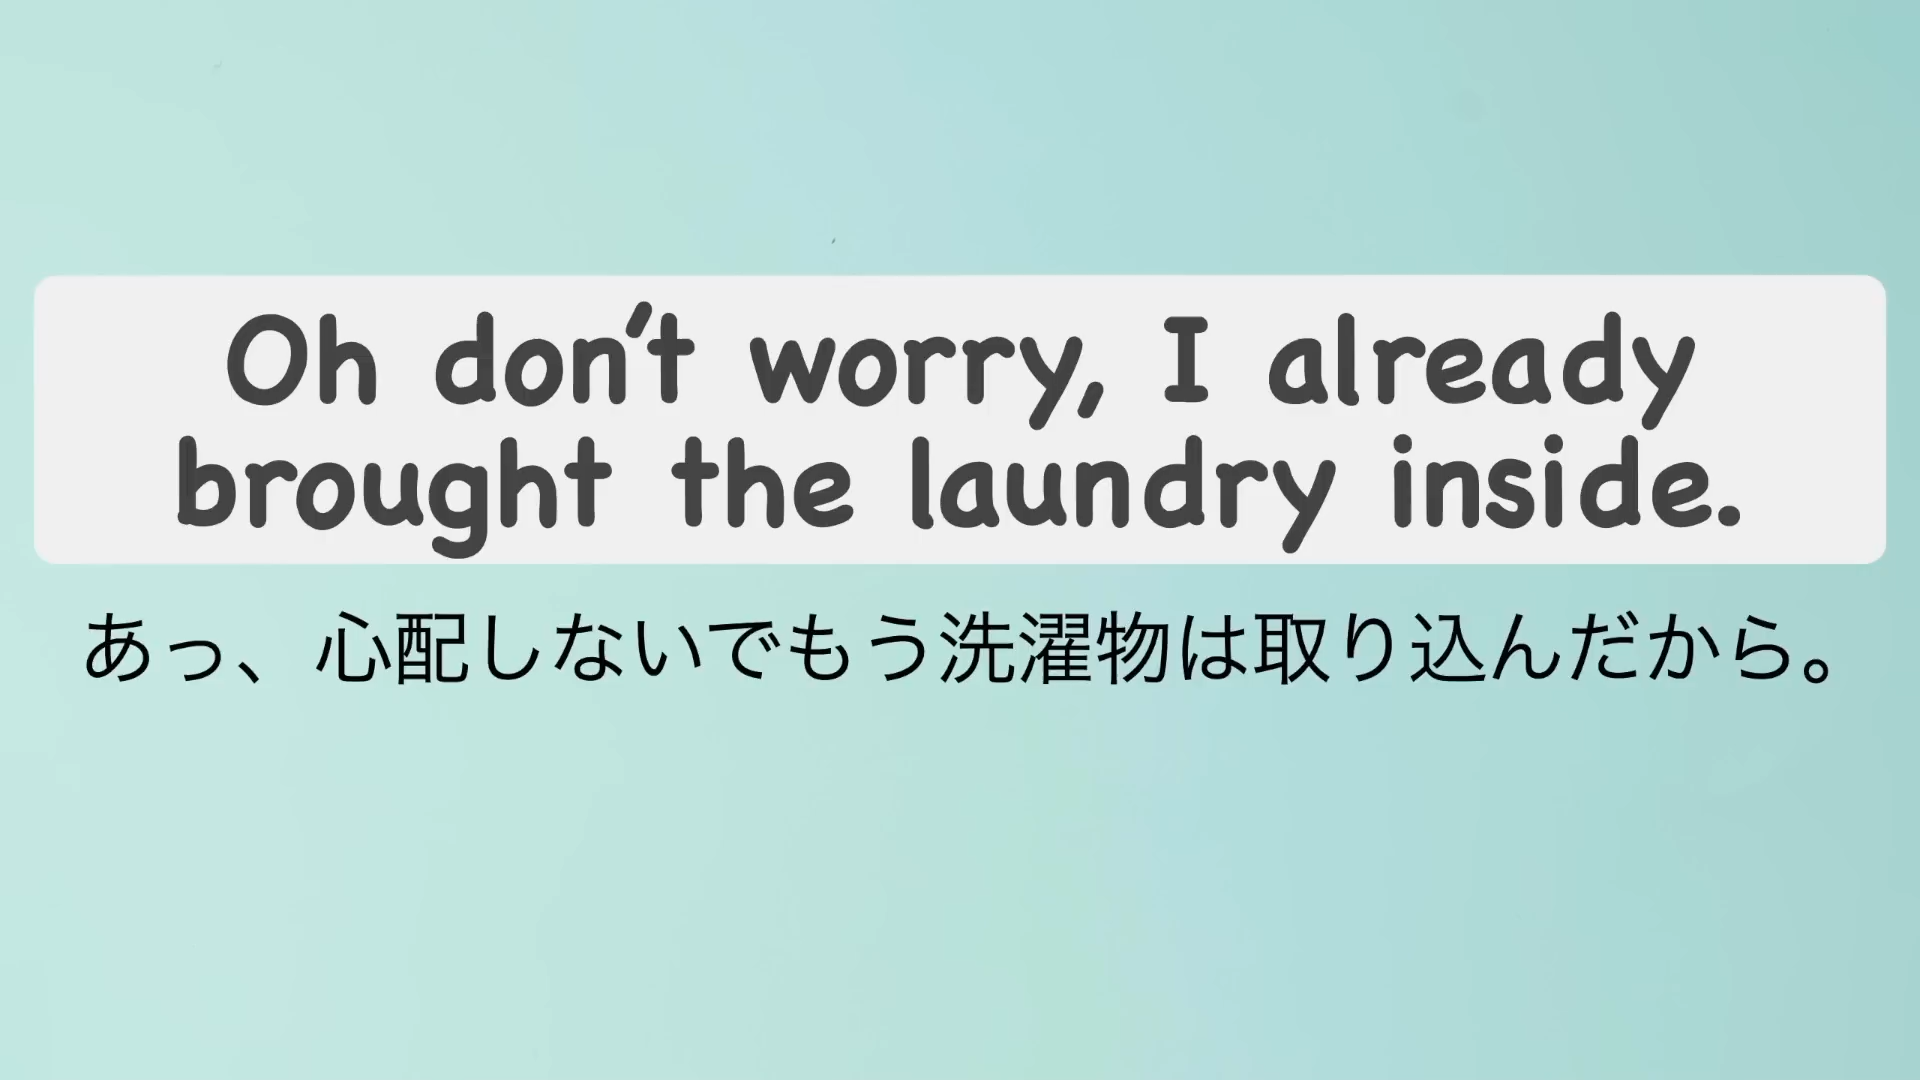 Oh don't worry, I already
brought the laundry inside.
あっ、心配しないでもう洗濯物は取り込んだから。